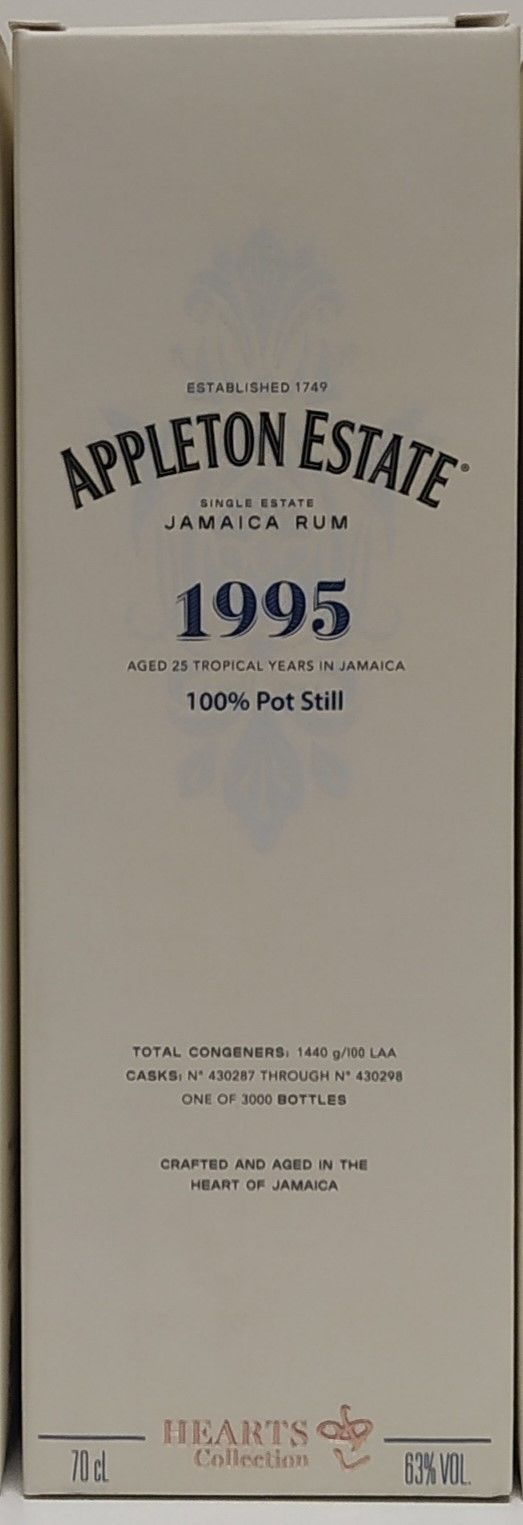 ESTABLISHED 1749
APPLETON ESTATE®
SINGLE ESTATE
JAMAICA RUM
1995
AGED 25 TROPICAL YEARS IN JAMAICA
100% Pot Still
TOTAL CONGENERS: 1440 g/100 LAA
CASKS: N° 430287 THROUGH N° 430298
ONE OF 3000 BOTTLES
CRAFTED AND AGED IN THE
HEART OF JAMAICA
HEARTS
Collection
70 cL 63% VOL.